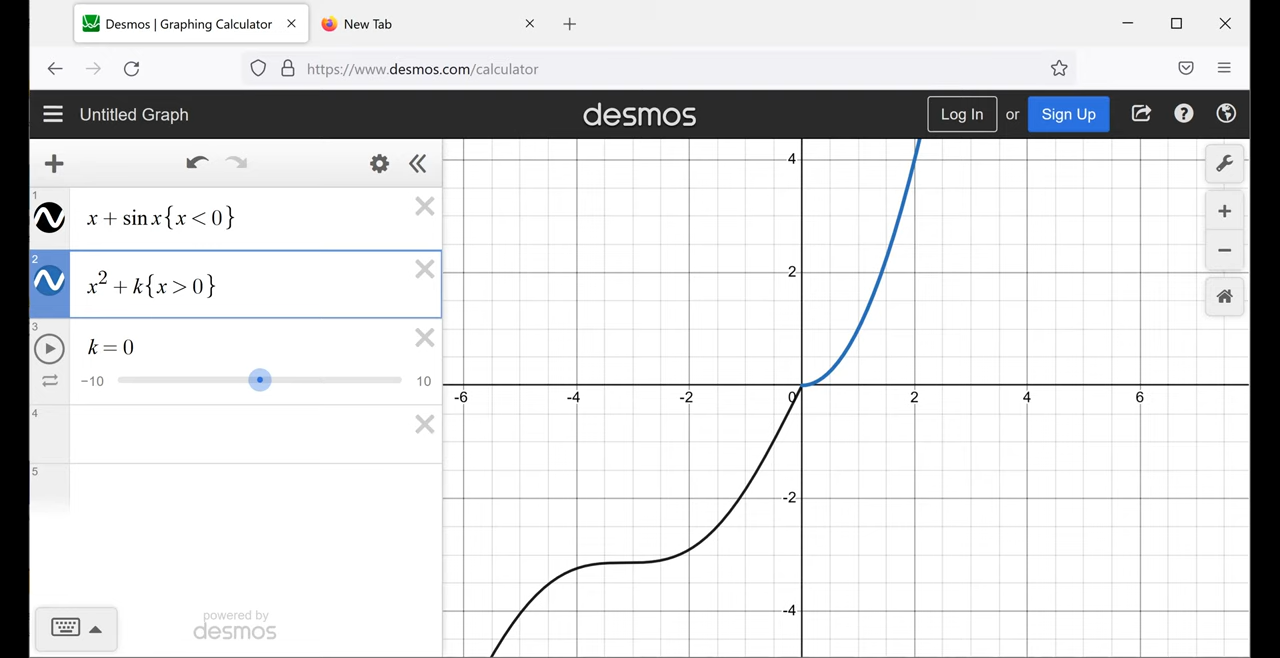 Desmos | Graphing Calculator
New Tab
https://www.desmos.com/calculator
Untitled Graph
desmos
Log In or Sign Up
1
x + sin x{x < 0}
2
x² + k{x > 0}
3
k = 0
−10
10
4
5
powered by
desmos
4
2
-6 -4 -2 0 2 4 6
-2
-4